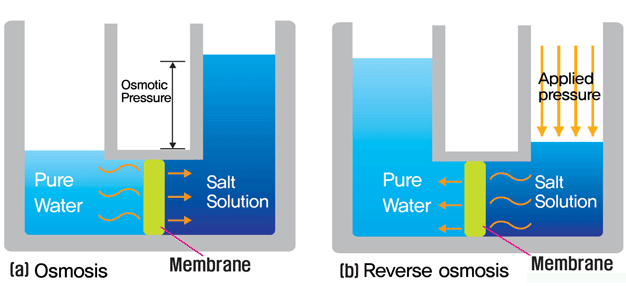 Osmotic
Pressure
Pure
Water
Salt
Solution
(a) Osmosis
Membrane
Applied
pressure
Pure
Water
Salt
Solution
(b) Reverse osmosis
Membrane